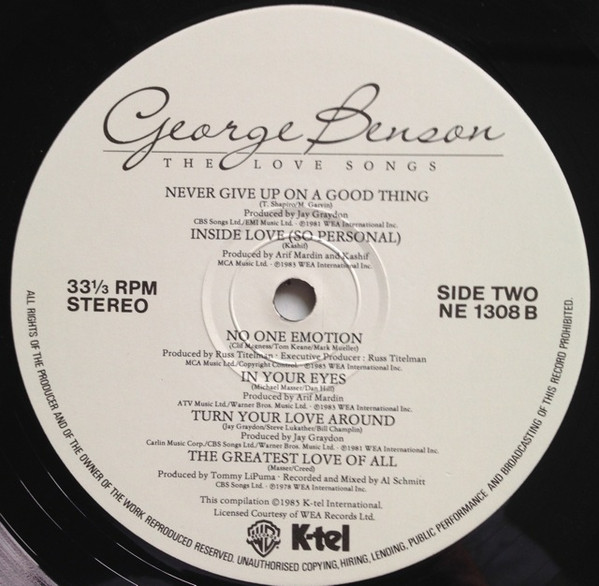 George Benson
THE LOVE SONGS
NEVER GIVE UP ON A GOOD THING
(T. Shapiro/M. Garvin)
Produced by Jay Graydon
CBS Songs Ltd./EMI Music Ltd. · ℗1981 WEA International Inc.
INSIDE LOVE (SO PERSONAL)
(Kashif)
Produced by Arif Mardin and Kashif
MCA Music Ltd. · ℗1983 WEA International Inc.
33⅓ RPM
STEREO
SIDE TWO
NE 1308 B
NO ONE EMOTION
(Clif Magness/Tom Keane/Mark Mueller)
Produced by Russ Titelman · Executive Producer : Russ Titelman
MCA Music Ltd./Copyright Control. · ℗1985 WEA International Inc.
IN YOUR EYES
(Michael Masser/Dan Hill)
Produced by Arif Mardin
ATV Music Ltd./Warner Bros. Music Ltd. · ℗1983 WEA International Inc.
TURN YOUR LOVE AROUND
(Jay Graydon/Steve Lukather/Bill Champlin)
Produced by Jay Graydon
Carlin Music Corp./CBS Songs Ltd./Warner Bros. Music Ltd. · ℗1981 WEA International Inc.
THE GREATEST LOVE OF ALL
(Masser/Creed)
Produced by Tommy LiPuma · Recorded and Mixed by Al Schmitt
CBS Songs Ltd. · ℗1978 WEA International Inc.
This compilation ©1985 K-tel International.
Licensed Courtesy of WEA Records Ltd.
WB K-tel
ALL RIGHTS OF THE PRODUCER AND OF THE OWNER OF THE WORK REPRODUCED RESERVED. UNAUTHORISED COPYING, HIRING, LENDING, PUBLIC PERFORMANCE AND BROADCASTING OF THIS RECORD PROHIBITED.